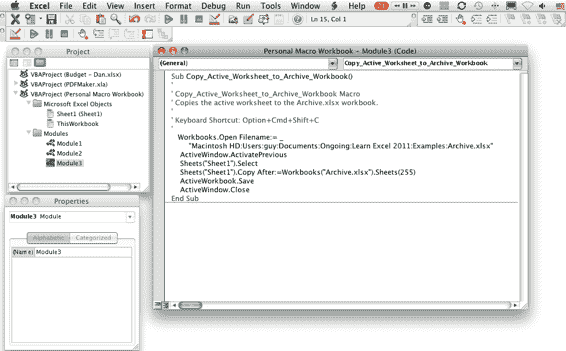 Excel File Edit View Insert Format Debug Run Tools Window Help
Ln 15, Col 1
Project
VBAProject (Budget - Dan.xlsx)
VBAProject (PDFMaker.xla)
VBAProject (Personal Macro Workbook)
Microsoft Excel Objects
Sheet1 (Sheet1)
ThisWorkbook
Modules
Module1
Module2
Module3
Properties
Module3 Module
Alphabetic Categorized
(Name) Module3
Personal Macro Workbook - Module3 (Code)
(General) Copy_Active_Worksheet_to_Archive_Workbook
Sub Copy_Active_Worksheet_to_Archive_Workbook()
'
' Copy_Active_Worksheet_to_Archive_Workbook Macro
' Copies the active worksheet to the Archive.xlsx workbook.
'
' Keyboard Shortcut: Option+Cmd+Shift+C
'
Workbooks.Open Filename:= _
"Macintosh HD:Users:guy:Documents:Ongoing:Learn Excel 2011:Examples:Archive.xlsx"
ActiveWindow.ActivatePrevious
Sheets("Sheet1").Select
Sheets("Sheet1").Copy After:=Workbooks("Archive.xlsx").Sheets(255)
ActiveWorkbook.Save
ActiveWindow.Close
End Sub